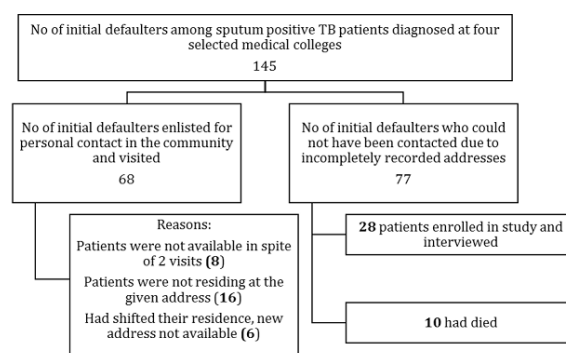 No of initial defaulters among sputum positive TB patients diagnosed at four
selected medical colleges
145
No of initial defaulters enlisted for
personal contact in the community
and visited
68
No of initial defaulters who could
not have been contacted due to
incompletely recorded addresses
77
Reasons:
Patients were not available in spite
of 2 visits (8)
Patients were not residing at the
given address (16)
Had shifted their residence, new
address not available (6)
28 patients enrolled in study and
interviewed
10 had died